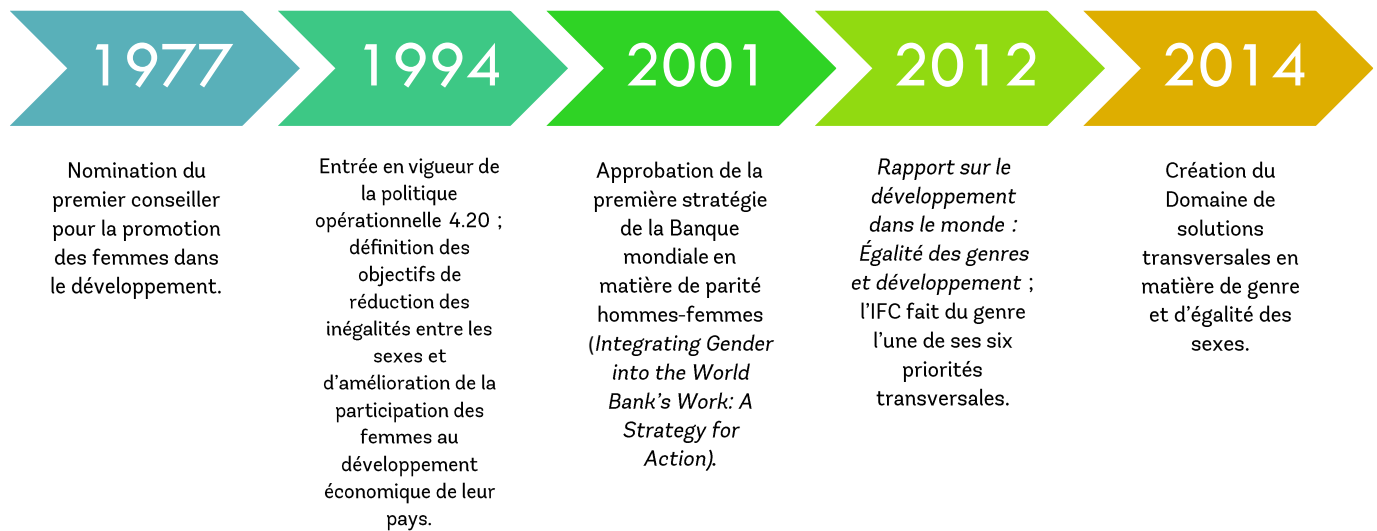 1977
Nomination du
premier conseiller
pour la promotion
des femmes dans
le développement.
1994
Entrée en vigueur de
la politique
opérationnelle 4.20 ;
définition des
objectifs de
réduction des
inégalités entre les
sexes et
d’amélioration de la
participation des
femmes au
développement
économique de leur
pays.
2001
Approbation de la
première stratégie
de la Banque
mondiale en
matière de parité
hommes-femmes
(Integrating Gender
into the World
Bank’s Work: A
Strategy for
Action).
2012
Rapport sur le
développement
dans le monde :
Égalité des genres
et développement ;
l’IFC fait du genre
l’une de ses six
priorités
transversales.
2014
Création du
Domaine de
solutions
transversales en
matière de genre
et d’égalité des
sexes.